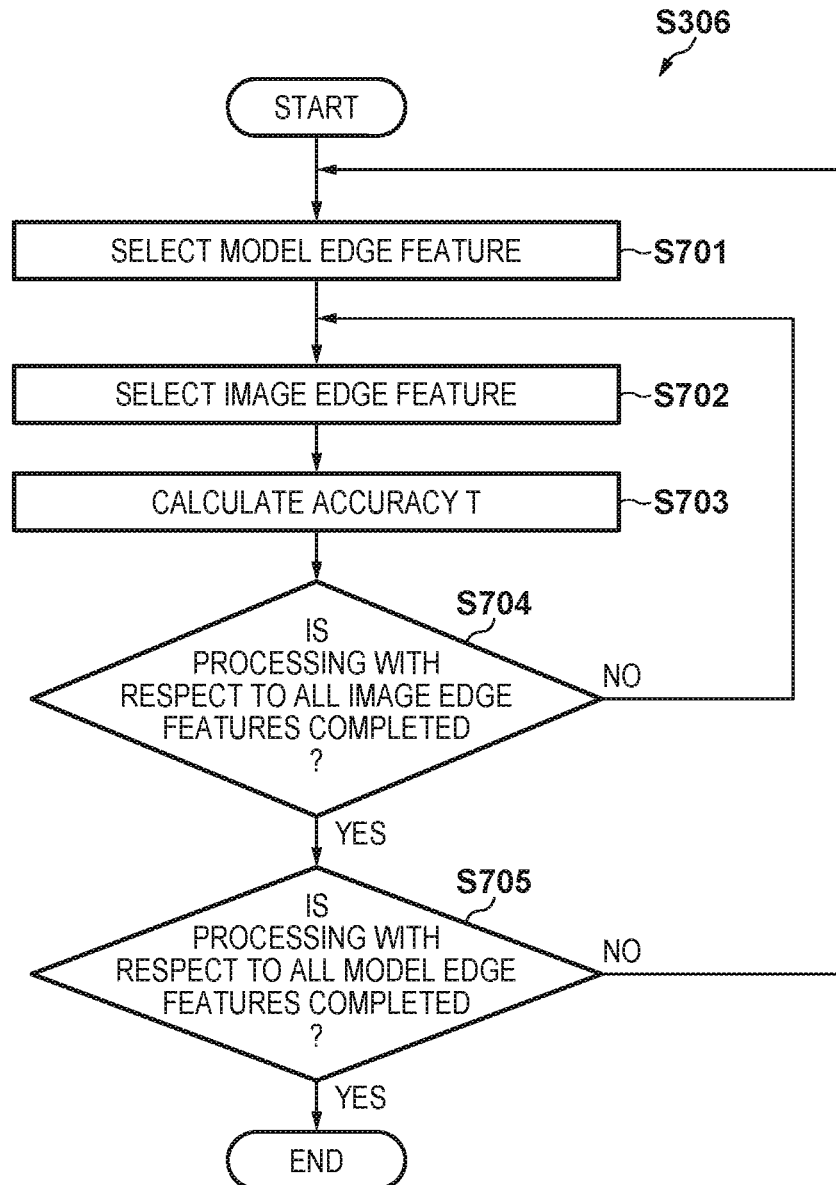 S306
START
SELECT MODEL EDGE FEATURE
S701
SELECT IMAGE EDGE FEATURE
S702
CALCULATE ACCURACY T
S703
S704
IS
PROCESSING WITH
RESPECT TO ALL IMAGE EDGE
FEATURES COMPLETED
?
NO
YES
S705
IS
PROCESSING WITH
RESPECT TO ALL MODEL EDGE
FEATURES COMPLETED
?
NO
YES
END